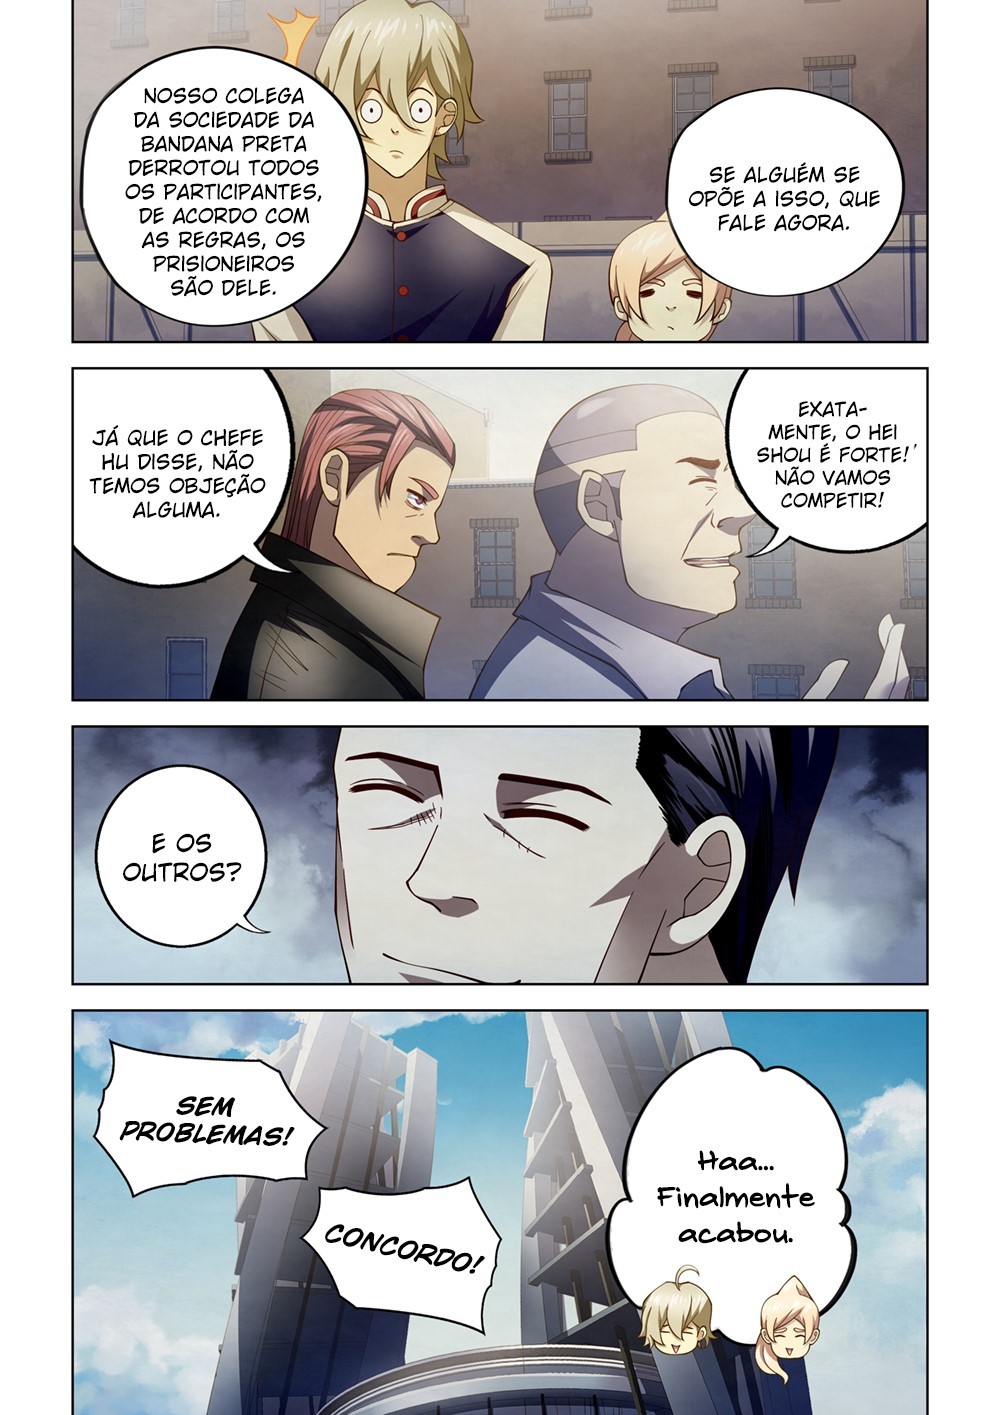 NOSSO COLEGA
DA SOCIEDADE DA
BANDANA PRETA
DERROTOU TODOS
OS PARTICIPANTES,
DE ACORDO COM
AS REGRAS, OS
PRISIONEIROS
SÃO DELE.
SE ALGUÉM SE
OPÕE A ISSO, QUE
FALE AGORA.
JÁ QUE O CHEFE
HU DISSE, NÃO
TEMOS OBJEÇÃO
ALGUMA.
EXATA-
MENTE, O HEI
SHOU É FORTE!'
NÃO VAMOS
COMPETIR!
E OS
OUTROS?
SEM
PROBLEMAS!
CONCORDO!
Haa...
Finalmente
acabou.